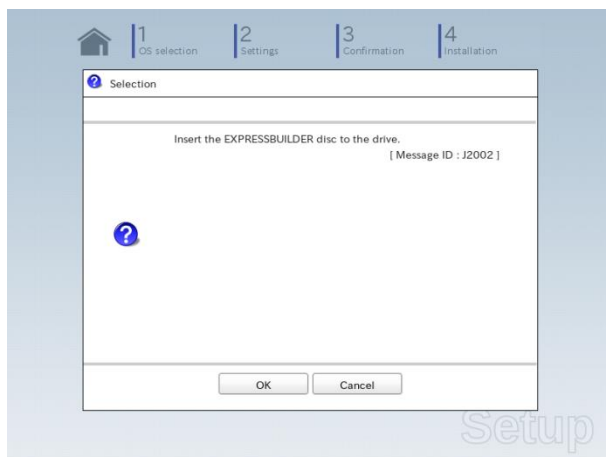 1
OS selection
2
Settings
3
Confirmation
4
Installation
Selection
Insert the EXPRESSBUILDER disc to the drive.
[ Message ID : J2002 ]
OK
Cancel
Setup